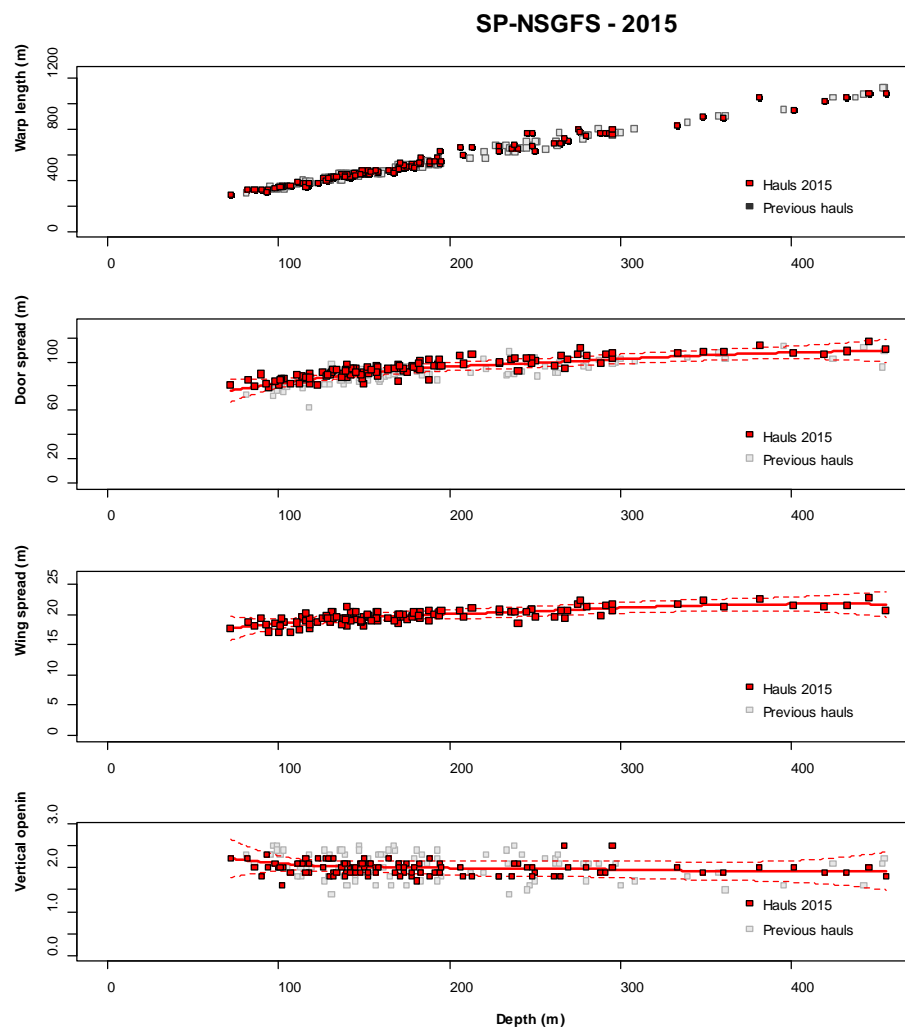 SP-NSGFS - 2015
Warp length (m)
1200
800
400
0
Hauls 2015
Previous hauls
0 100 200 300 400
Door spread (m)
100
60
40
20
0
Hauls 2015
Previous hauls
0 100 200 300 400
Wing spread (m)
25
20
15
10
5
0
Hauls 2015
Previous hauls
0 100 200 300 400
Vertical openin
3.0
2.0
1.0
0.0
Hauls 2015
Previous hauls
0 100 200 300 400
Depth (m)